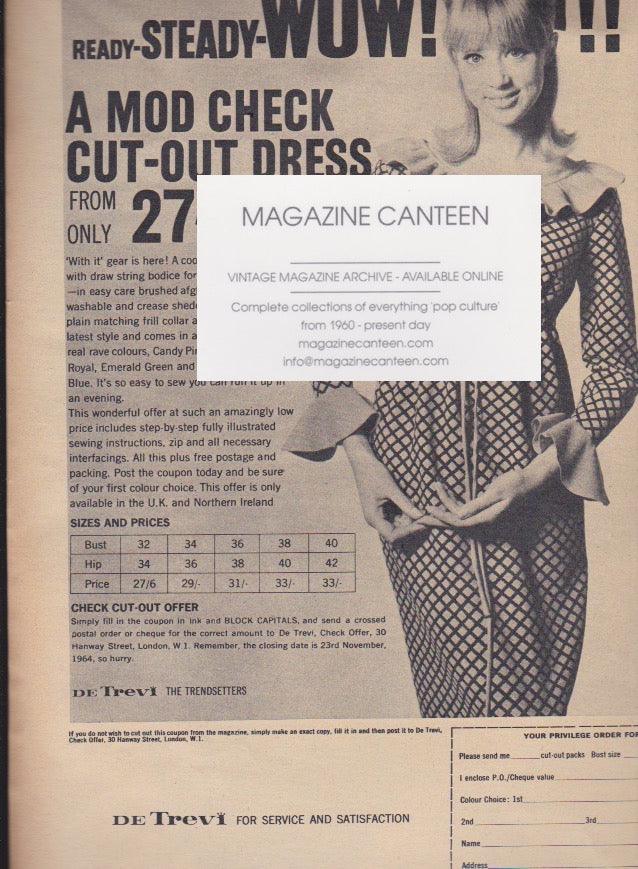 READY-STEADY-WOW! !!!
A MOD CHECK
CUT-OUT DRESS
FROM
ONLY 27
'With it' gear is here! A coo
with draw string bodice for
—in easy care brushed afg
washable and crease shed
plain matching frill collar a
latest style and comes in a
real rave colours, Candy Pi
Royal, Emerald Green and
Blue. It's so easy to sew you can run it up in
an evening.
This wonderful offer at such an amazingly low
price includes step-by-step fully illustrated
sewing instructions, zip and all necessary
interfacings. All this plus free postage and
packing. Post the coupon today and be sure
of your first colour choice. This offer is only
available in the U.K. and Northern Ireland
MAGAZINE CANTEEN
VINTAGE MAGAZINE ARCHIVE - AVAILABLE ONLINE
Complete collections of everything 'pop culture'
from 1960 - present day
magazinecanteen.com
info@magazinecanteen.com
SIZES AND PRICES
Bust 32 34 36 38 40
Hip 34 36 38 40 42
Price 27/6 29/- 31/- 33/- 33/-
CHECK CUT-OUT OFFER
Simply fill in the coupon in ink and BLOCK CAPITALS, and send a crossed
postal order or cheque for the correct amount to De Trevi, Check Offer, 30
Hanway Street, London, W 1. Remember, the closing date is 23rd November,
1964, so hurry.
DE Trevi THE TRENDSETTERS
If you do not wish to cut out this coupon from the magazine, simply make an exact copy, fill it in and then post it to De Trevi,
Check Offer, 30 Hanway Street, London, W.1.
DE Trevi FOR SERVICE AND SATISFACTION
YOUR PRIVILEGE ORDER FO
Please send me cut-out packs Bust size
I enclose P.O./Cheque value
Colour Choice: 1st
2nd 3rd
Name
Address